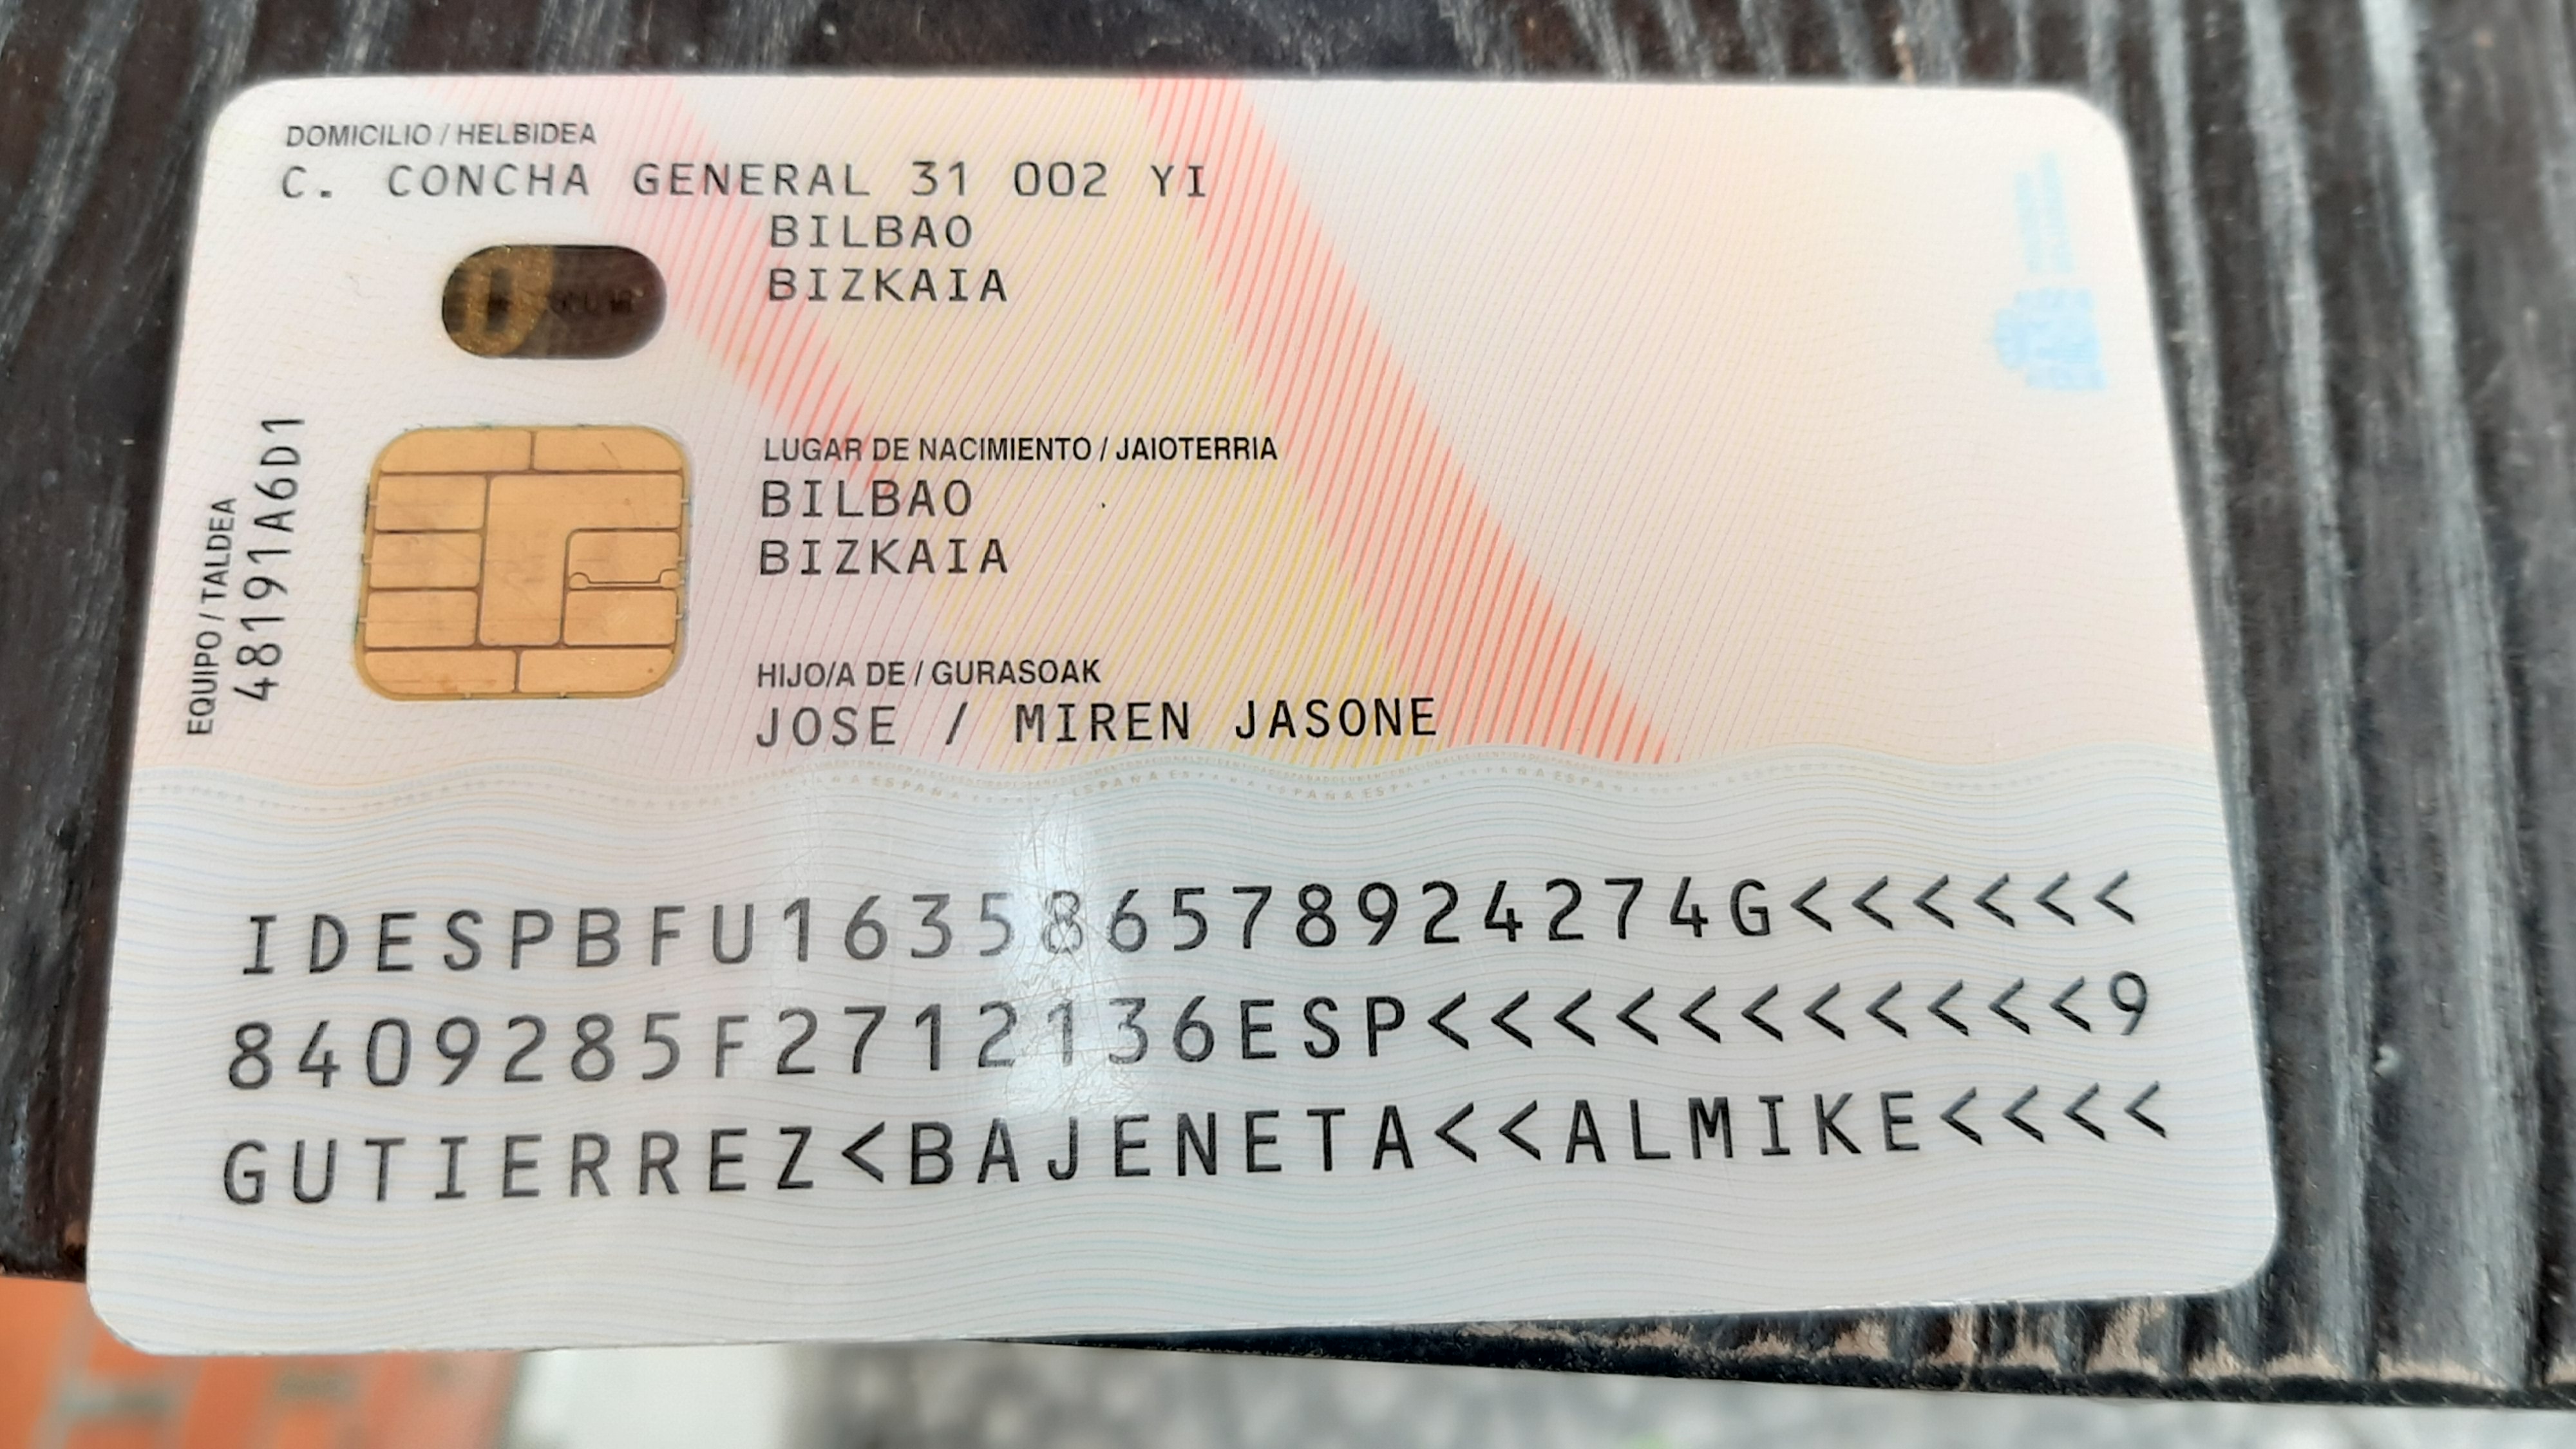 DOMICILIO / HELBIDEA
C. CONCHA GENERAL 31 002 YI
BILBAO
BIZKAIA
EQUIPO / TALDEA
48191A6D1
LUGAR DE NACIMIENTO / JAIOTERRIA
BILBAO
BIZKAIA
HIJO/A DE / GURASOAK
JOSE / MIREN JASONE
IDESPBFU163586578924274G<<<<<<
8409285F2712136ESP<<<<<<<<<<<9
GUTIERREZ<BAJENETA<<ALMIKE<<<<